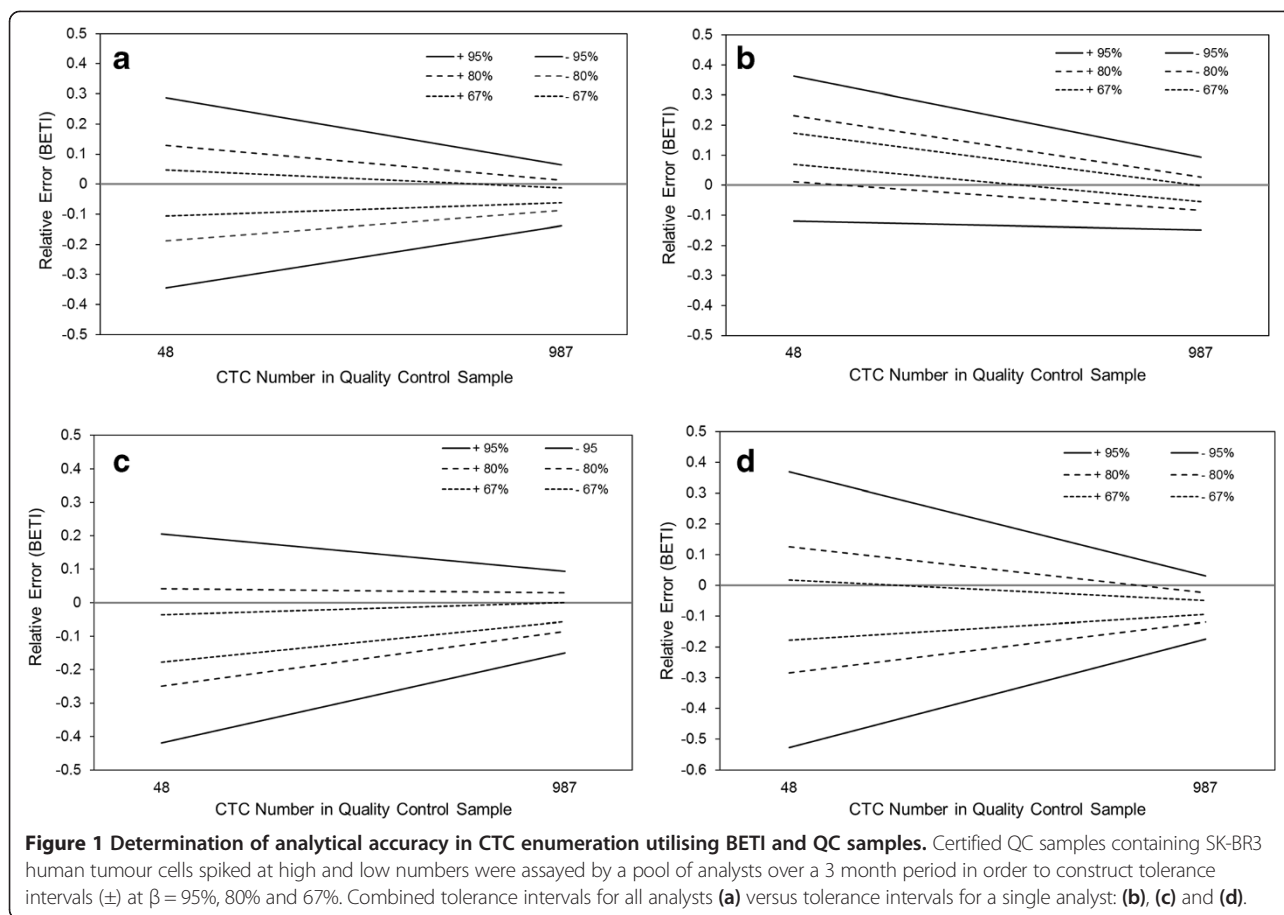 a
0.5
0.4
0.3
0.2
0.1
0
-0.1
-0.2
-0.3
-0.4
-0.5
Relative Error (BETI)
+ 95% - 95%
+ 80% - 80%
+ 67% - 67%
48 987
CTC Number in Quality Control Sample
b
0.5
0.4
0.3
0.2
0.1
0
-0.1
-0.2
-0.3
-0.4
-0.5
Relative Error (BETI)
+ 95% - 95%
+ 80% - 80%
+ 67% - 67%
48 987
CTC Number in Quality Control Sample
c
0.5
0.4
0.3
0.2
0.1
0
-0.1
-0.2
-0.3
-0.4
-0.5
Relative Error (BETI)
+ 95% - 95
+ 80% - 80%
+ 67% - 67%
48 987
CTC Number in Quality Control Sample
d
0.5
0.4
0.3
0.2
0.1
0
-0.1
-0.2
-0.3
-0.4
-0.5
-0.6
Relative Error (BETI)
+ 95% - 95%
+ 80% - 80%
+ 67% - 67%
48 987
CTC Number in Quality Control Sample
Figure 1 Determination of analytical accuracy in CTC enumeration utilising BETI and QC samples. Certified QC samples containing SK-BR3
human tumour cells spiked at high and low numbers were assayed by a pool of analysts over a 3 month period in order to construct tolerance
intervals (±) at β = 95%, 80% and 67%. Combined tolerance intervals for all analysts (a) versus tolerance intervals for a single analyst: (b), (c) and (d).